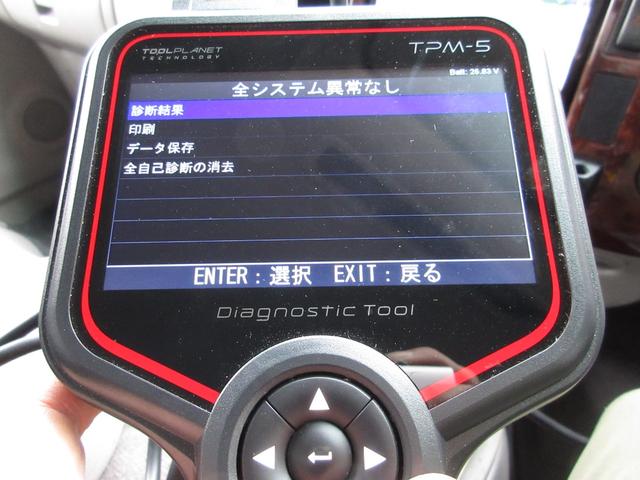 TOOLPLANET TPM-5
TECHNOLOGY
Batt: 26.83 V
全システム異常なし
診断結果
印刷
データ保存
全自己診断の消去
ENTER：選択 EXIT：戻る
Diagnostic Tool